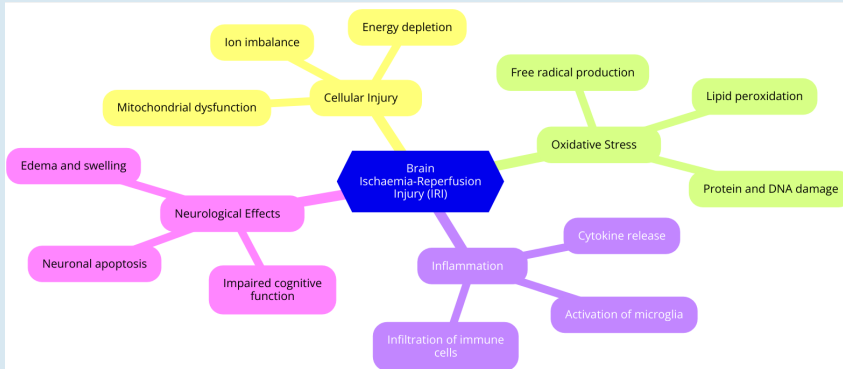 Brain
Ischaemia-Reperfusion
Injury (IRI)
Cellular Injury
Energy depletion
Ion imbalance
Mitochondrial dysfunction
Oxidative Stress
Free radical production
Lipid peroxidation
Protein and DNA damage
Inflammation
Cytokine release
Activation of microglia
Infiltration of immune
cells
Neurological Effects
Edema and swelling
Neuronal apoptosis
Impaired cognitive
function